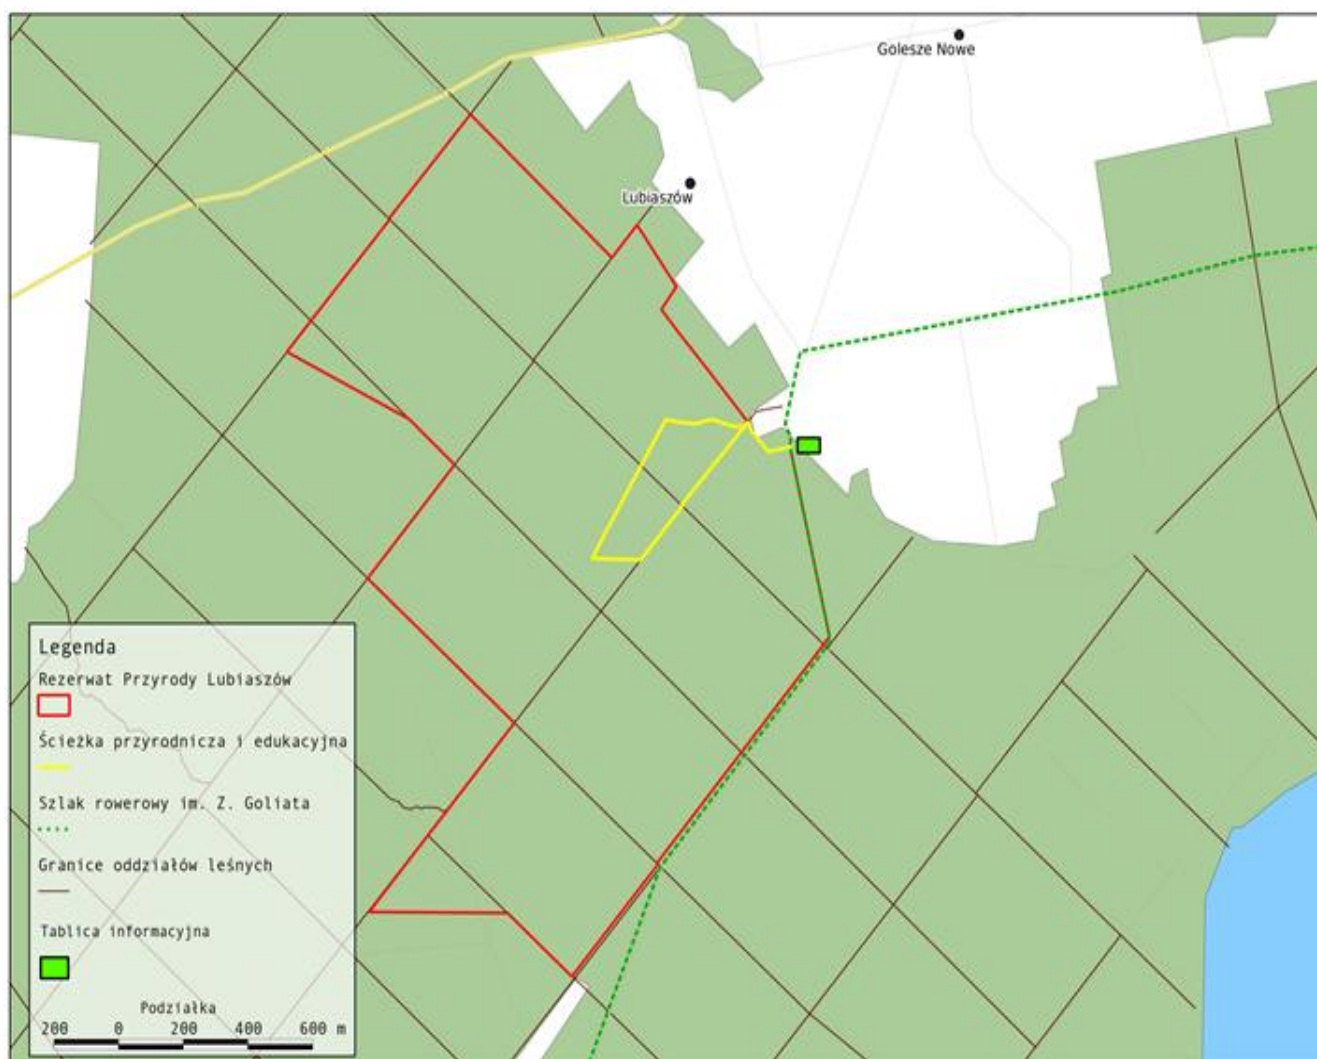 Golesze Nowe
Lubiaszów
Legenda
Rezerwat Przyrody Lubiaszów
Ścieżka przyrodnicza i edukacyjna
Szlak rowerowy im. Z. Goliata
Granice oddziałów leśnych
Tablica informacyjna
Podziałka
200 0 200 400 600 m